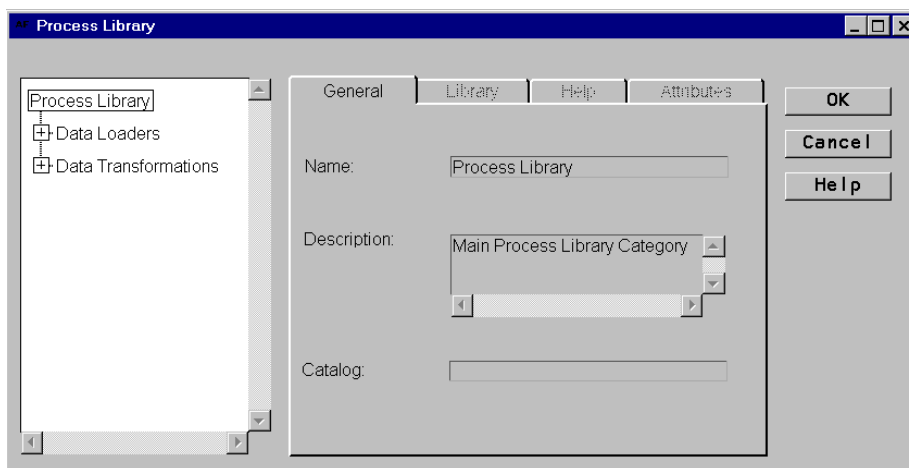 Process Library
Process Library
Data Loaders
Data Transformations
General Library Help Attributes
Name: Process Library
Description: Main Process Library Category
Catalog:
OK
Cancel
Help